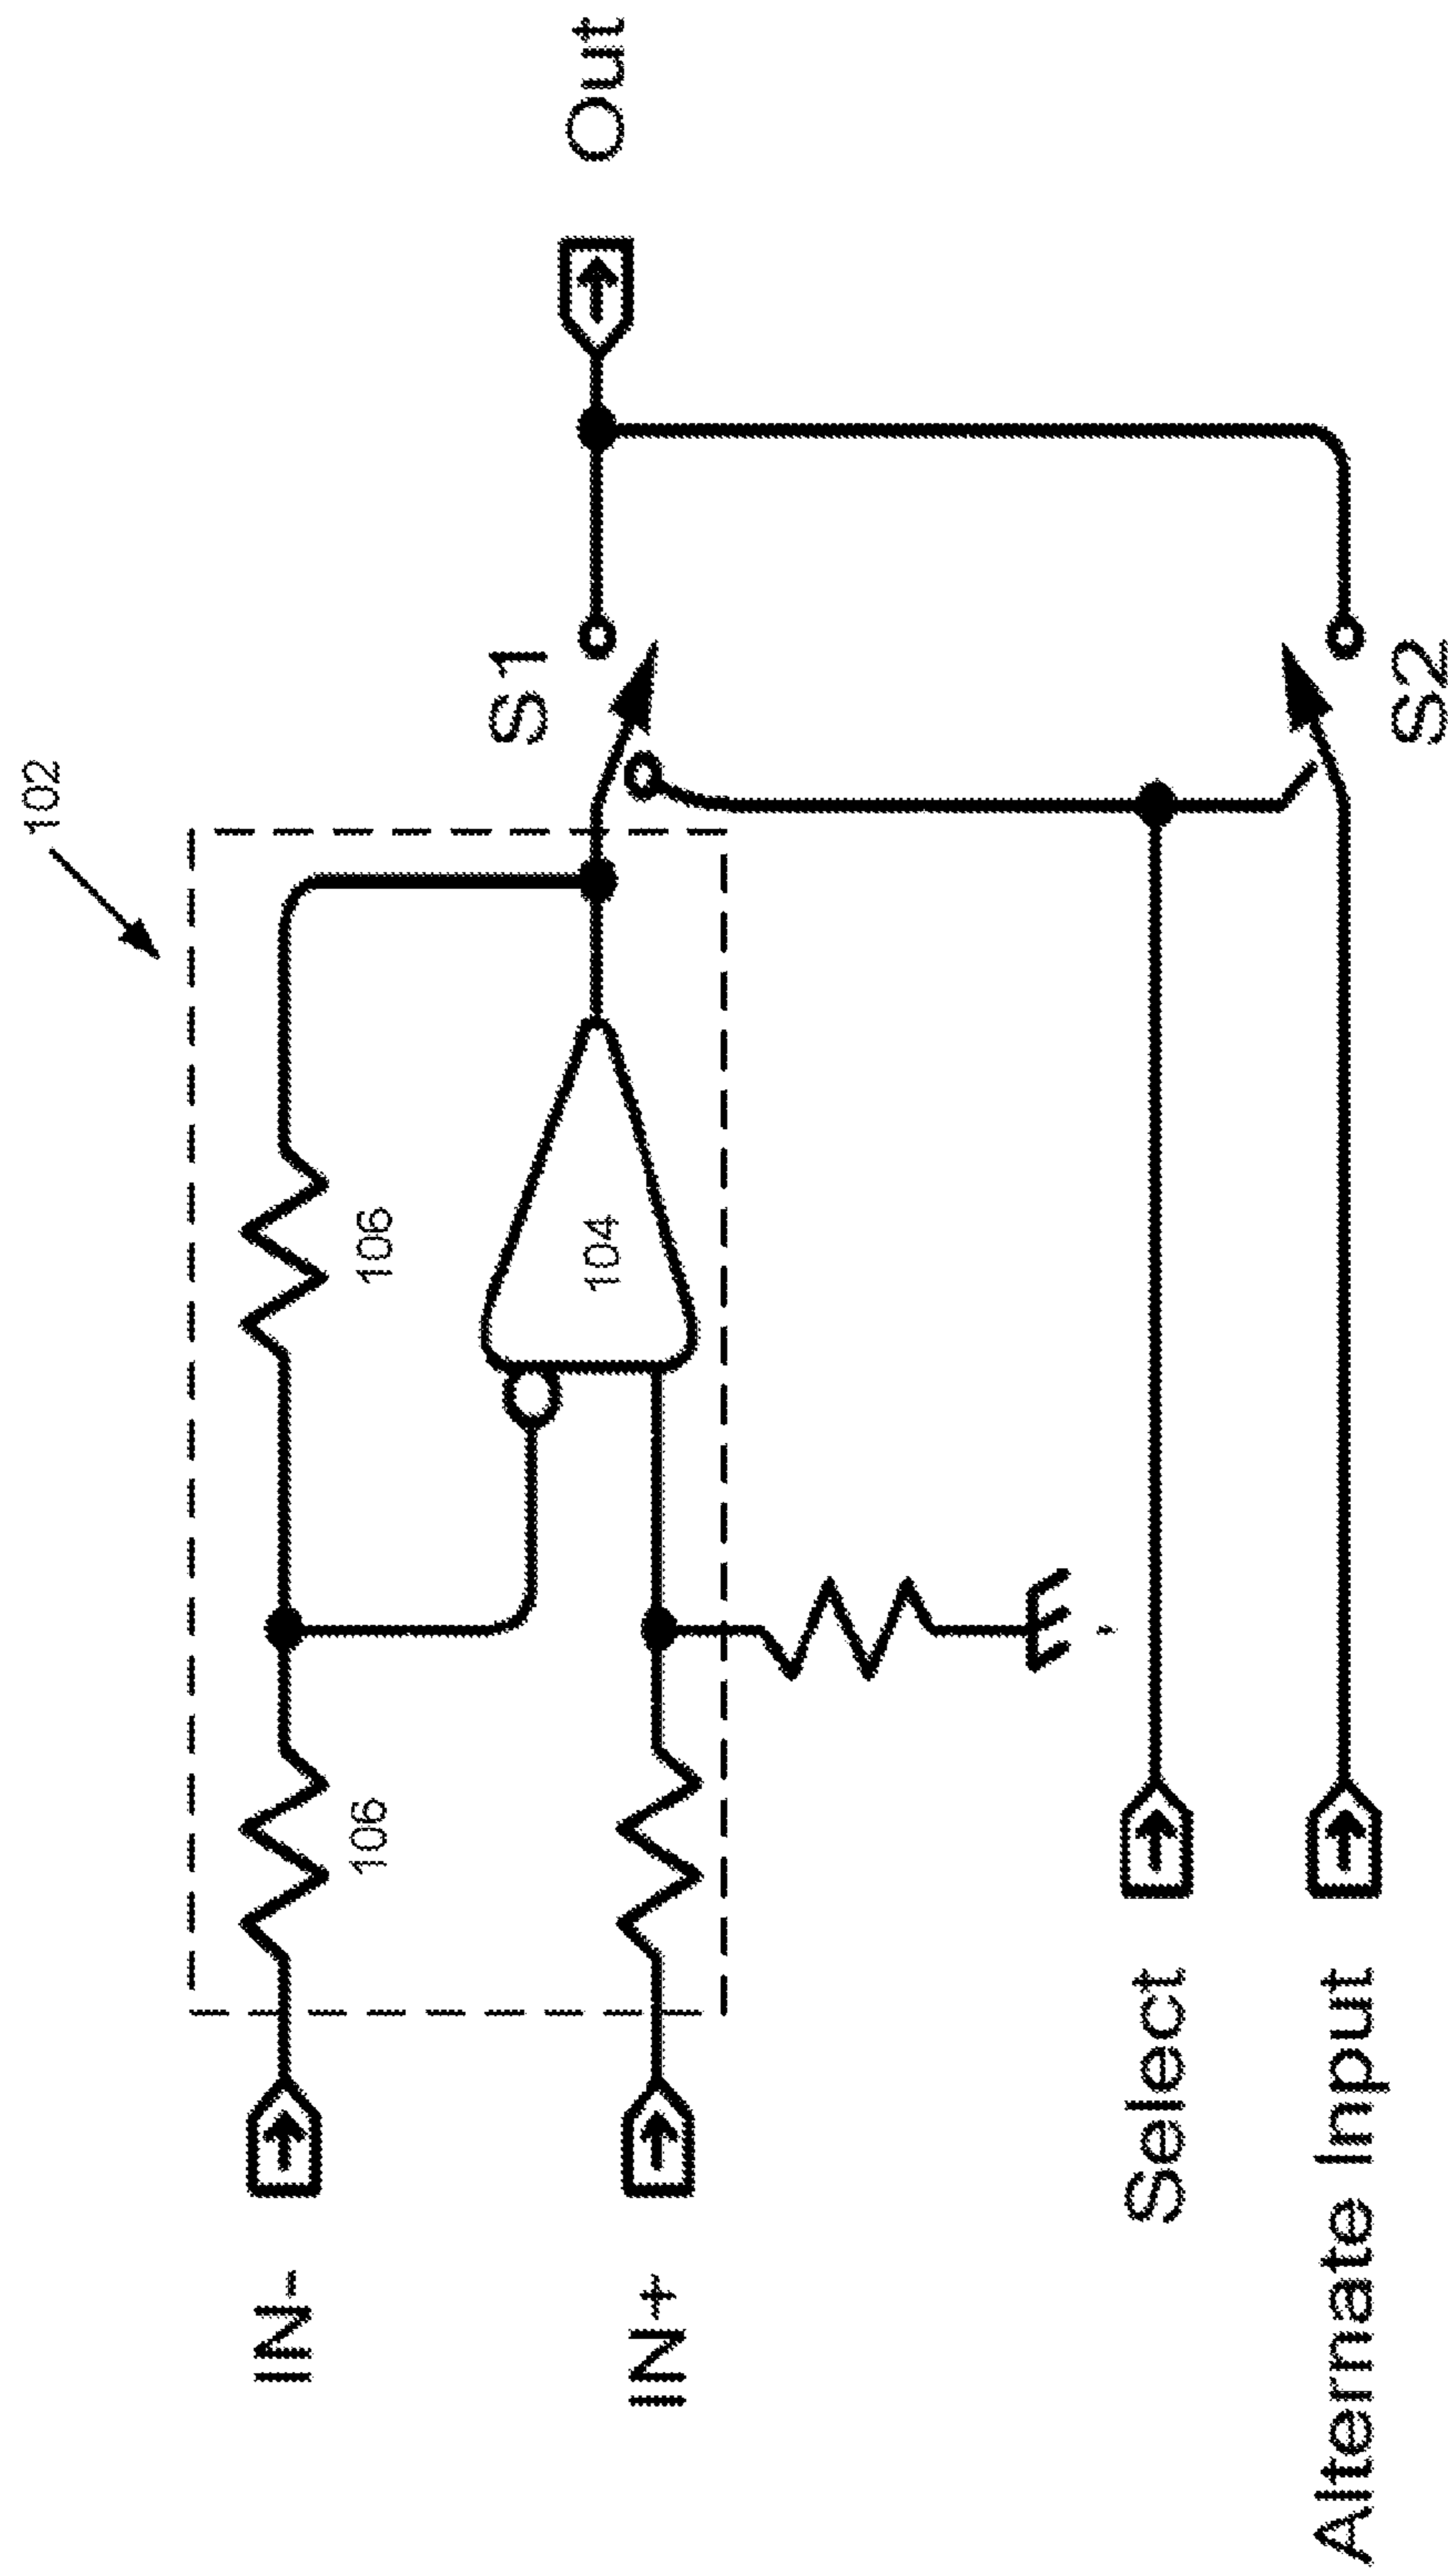 102
106
106
IN-
104
IN+
S1
Out
Select
Alternate Input
S2